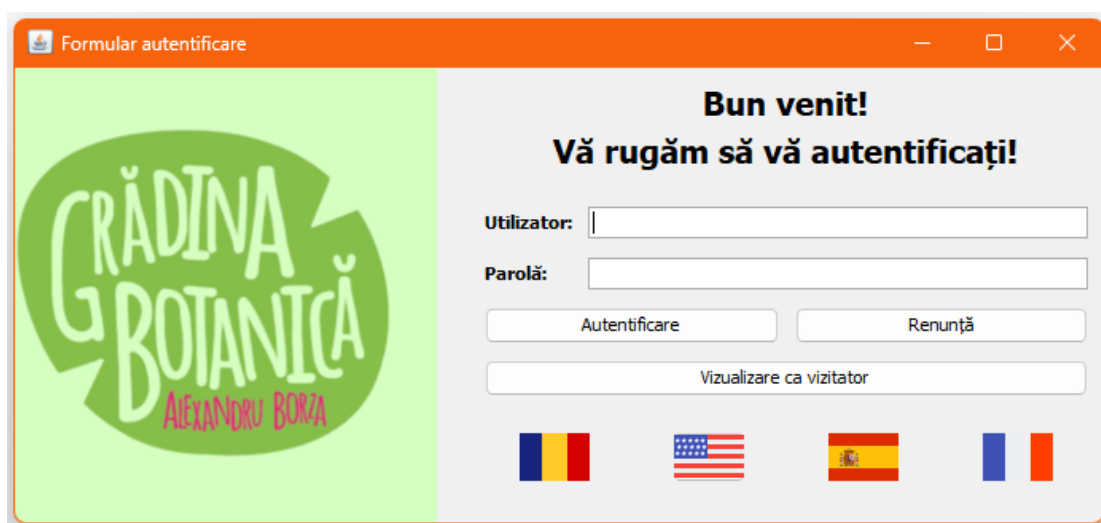 Formular autentificare
GRĂDINA
BOTANICĂ
ALEXANDRU BORZA
Bun venit!
Vă rugăm să vă autentificați!
Utilizator:
Parolă:
Autentificare Renunță
Vizualizare ca vizitator